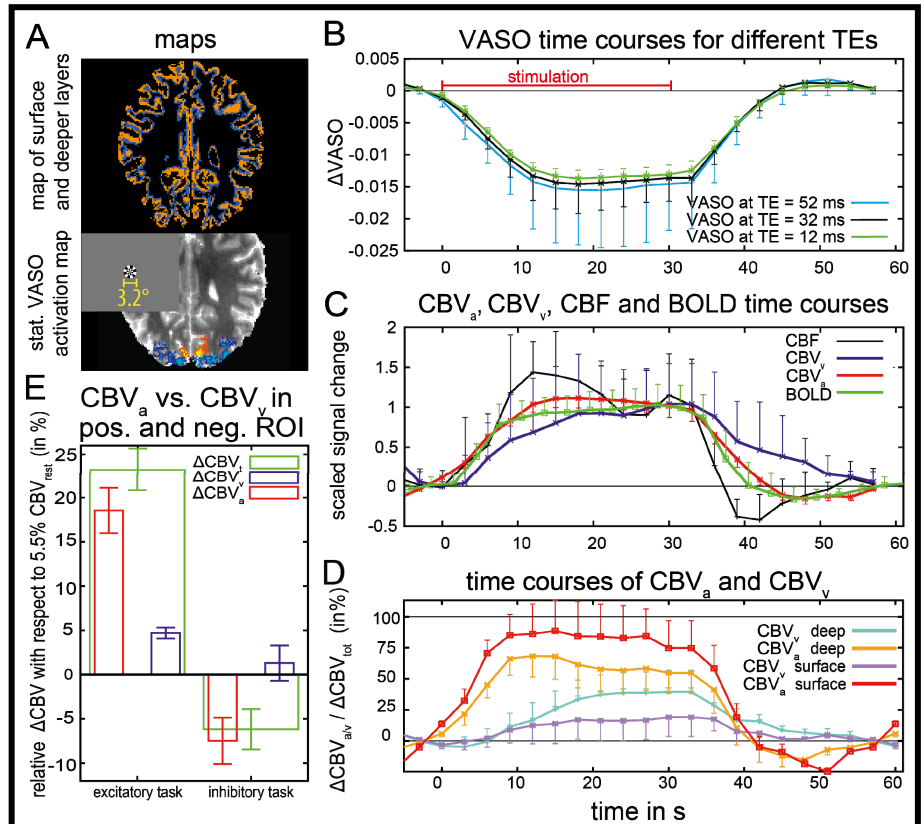 A
maps
map of surface
and deeper layers
stat. VASO
activation map
3.2°
B
VASO time courses for different TEs
0.005
0
-0.005
-0.01
-0.015
-0.02
-0.025
ΔVASO
stimulation
VASO at TE = 52 ms
VASO at TE = 32 ms
VASO at TE = 12 ms
0 10 20 30 40 50 60
C
CBVa, CBVv, CBF and BOLD time courses
2
1.5
1
0.5
0
-0.5
scaled signal change
CBF
CBVv
CBVa
BOLD
0 10 20 30 40 50 60
D
time courses of CBVa and CBVv
100
75
50
25
0
ΔCBVa/v / ΔCBVtot (in%)
CBVv deep
CBVa deep
CBVv surface
CBVa surface
0 10 20 30 40 50 60
time in s
E
CBVa vs. CBVv in
pos. and neg. ROI
25
20
15
10
5
0
-5
-10
relative ΔCBV with respect to 5.5% CBVrest (in %)
ΔCBVt
ΔCBVv
ΔCBVa
excitatory task inhibitory task